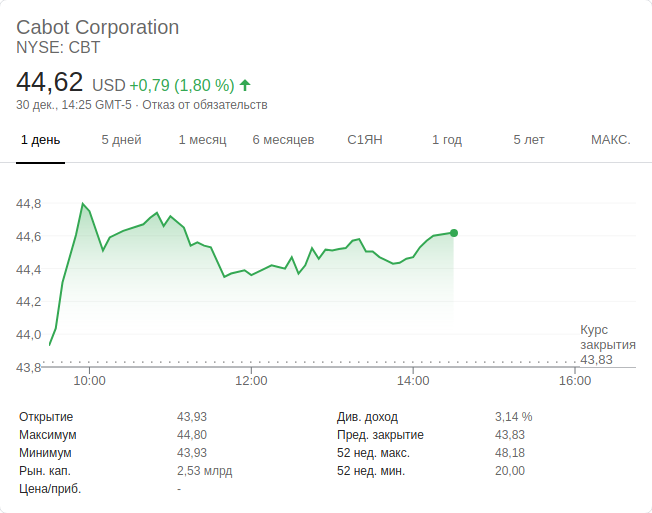 Cabot Corporation
NYSE: CBT
44,62 USD +0,79 (1,80 %)
30 дек., 14:25 GMT-5 · Отказ от обязательств
1 день 5 дней 1 месяц 6 месяцев С1ЯН 1 год 5 лет МАКС.
44,8
44,6
44,4
44,2
44,0
43,8
Курс
закрытия
43,83
10:00 12:00 14:00 16:00
Открытие 43,93 Див. доход 3,14 %
Максимум 44,80 Пред. закрытие 43,83
Минимум 43,93 52 нед. макс. 48,18
Рын. кап. 2,53 млрд 52 нед. мин. 20,00
Цена/приб. -